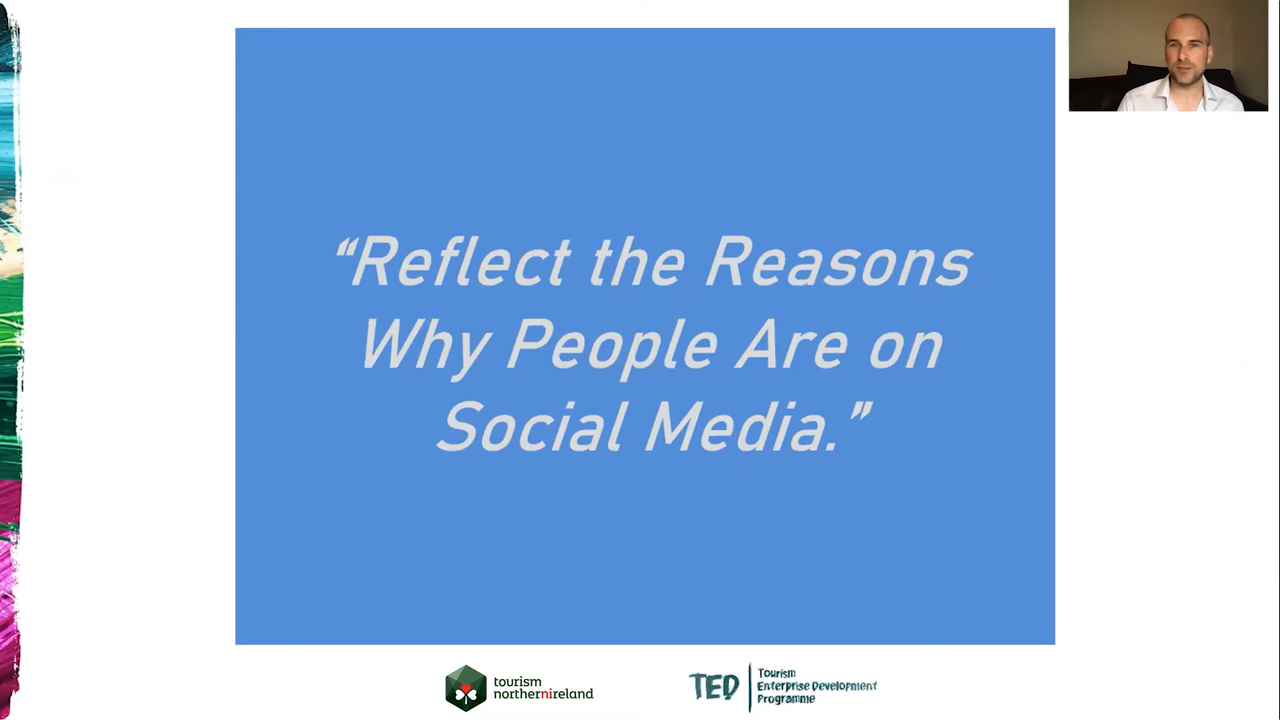 “Reflect the Reasons
Why People Are on
Social Media.”
tourism
northernireland
TED
Tourism
Enterprise Development
Programme